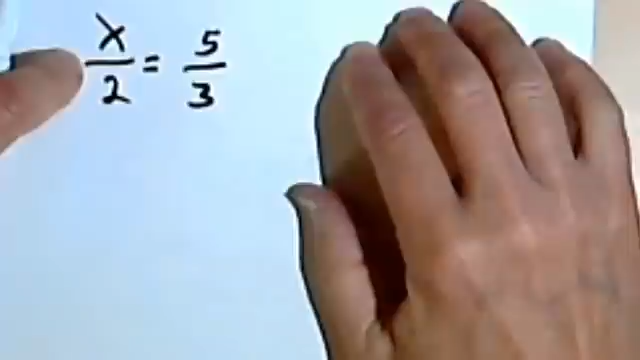 x/2 = 5/3